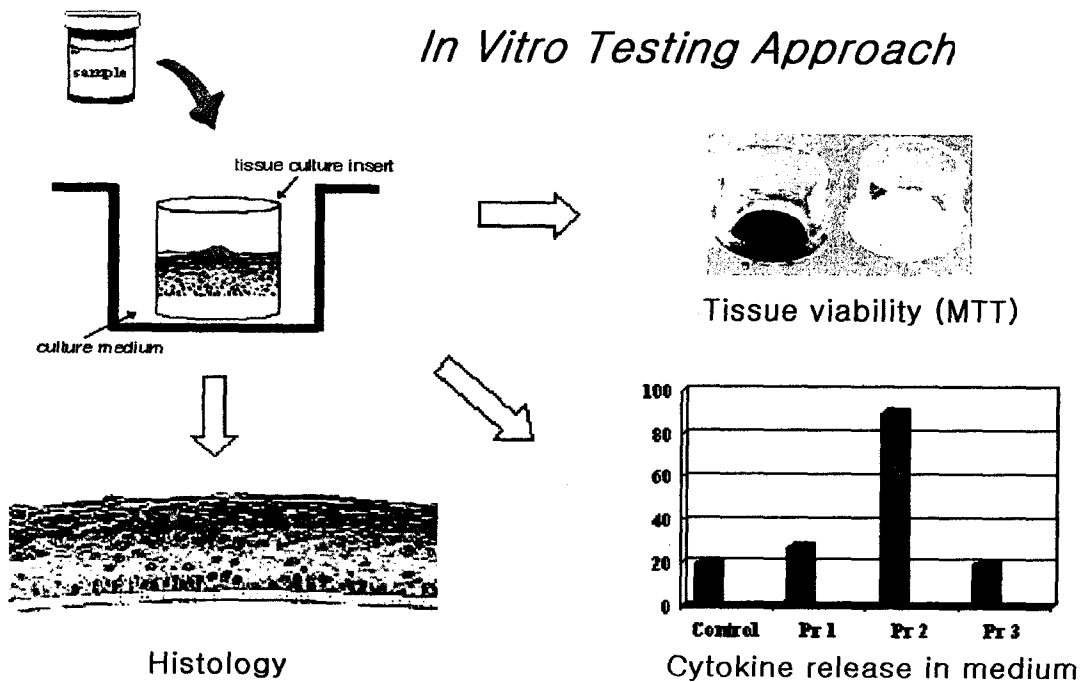 In Vitro Testing Approach
sample
tissue culture insert
culture medium
Tissue viability (MTT)
Histology
100
80
60
40
20
0
Control Pr 1 Pr 2 Pr 3
Cytokine release in medium